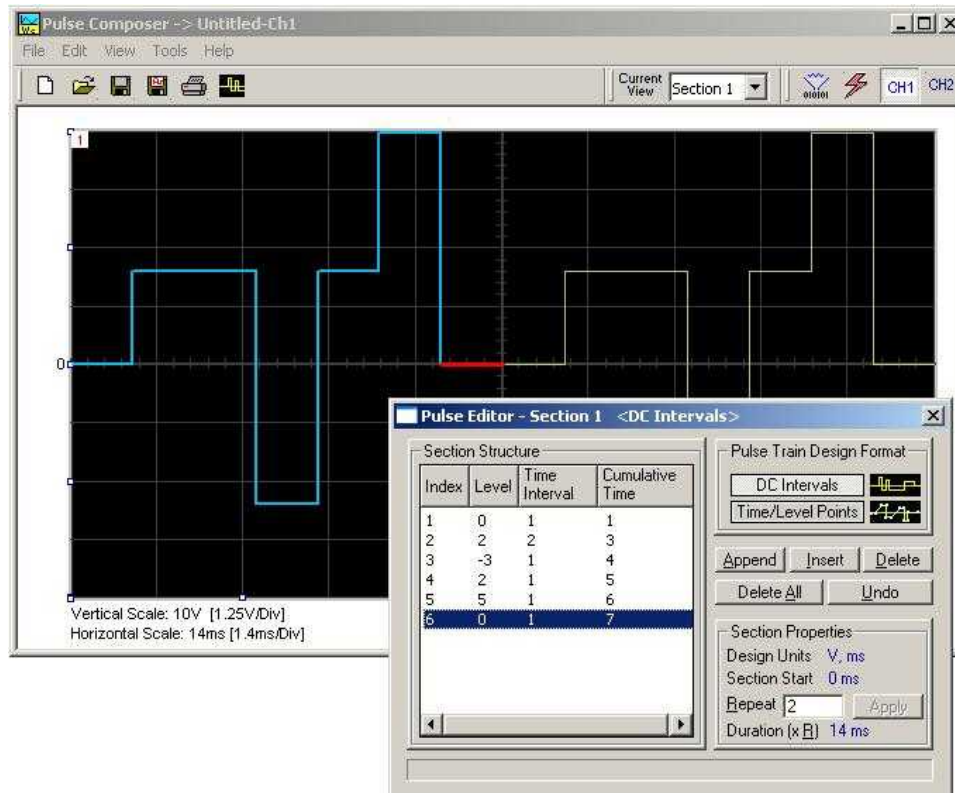 Pulse Composer -> Untitled-Ch1
File Edit View Tools Help
Current View Section 1 010101 CH1 CH2
1
0
Vertical Scale: 10V [1.25V/Div]
Horizontal Scale: 14ms [1.4ms/Div]
Pulse Editor - Section 1 <DC Intervals>
Section Structure
Index Level Time Interval Cumulative Time
1 0 1 1
2 2 2 3
3 -3 1 4
4 2 1 5
5 5 1 6
6 0 1 7
Pulse Train Design Format
DC Intervals
Time/Level Points
Append Insert Delete
Delete All Undo
Section Properties
Design Units V, ms
Section Start 0 ms
Repeat 2 Apply
Duration (x R) 14 ms